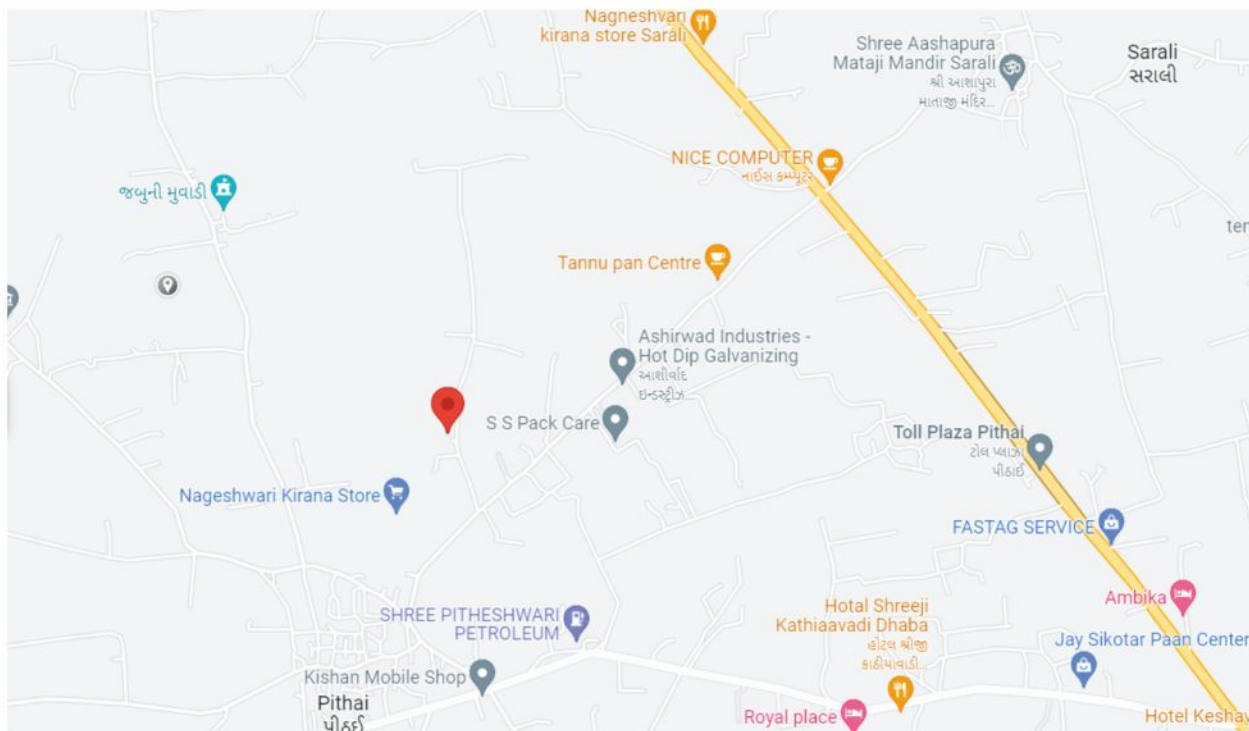 Nagneshvari
kirana store Sarali
Shree Aashapura
Mataji Mandir Sarali
શ્રી આશાપુરા
માતાજી મંદિર...
Sarali
સરાલી
NICE COMPUTER
નાઈસ કમ્પ્યૂટર
જબુની મુવાડી
ter
Tannu pan Centre
Ashirwad Industries -
Hot Dip Galvanizing
આશીર્વાદ
ઇન્ડસ્ટ્રીઝ...
S S Pack Care
Toll Plaza Pithai
ટોલ પ્લાઝા
પીઠાઈ
Nageshwari Kirana Store
FASTAG SERVICE
SHREE PITHESHWARI
PETROLEUM
Hotal Shreeji
Kathiaavadi Dhaba
હોટલ શ્રીજી
કાઠીયાવાડી...
Ambika
Jay Sikotar Paan Center
Kishan Mobile Shop
Pithai
પીઠઈ
Royal place
Hotel Keshav